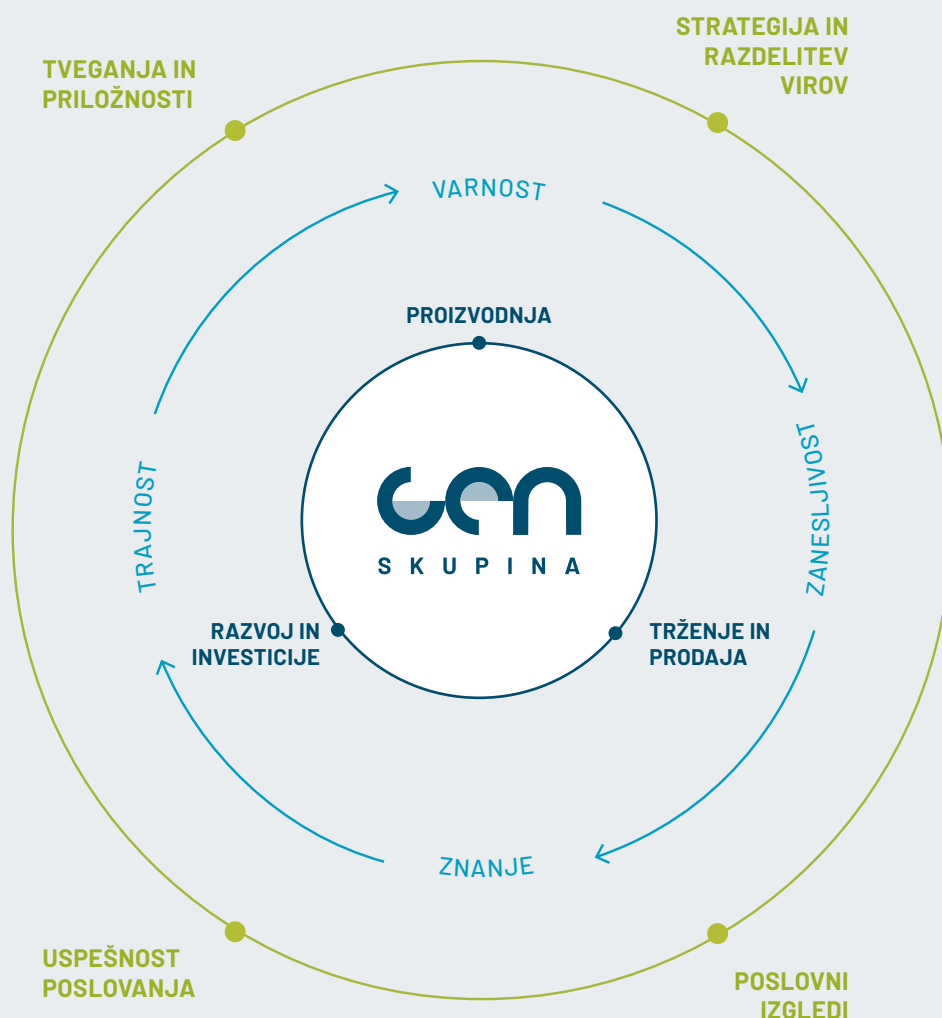 STRATEGIJA IN
RAZDELITEV
VIROV
TVEGANJA IN
PRILOŽNOSTI
VARNOST
PROIZVODNJA
ZANESLJIVOST
TRAJNOST
gen
SKUPINA
RAZVOJ IN
INVESTICIJE
TRŽENJE IN
PRODAJA
ZNANJE
USPEŠNOST
POSLOVANJA
POSLOVNI
IZGLEDI